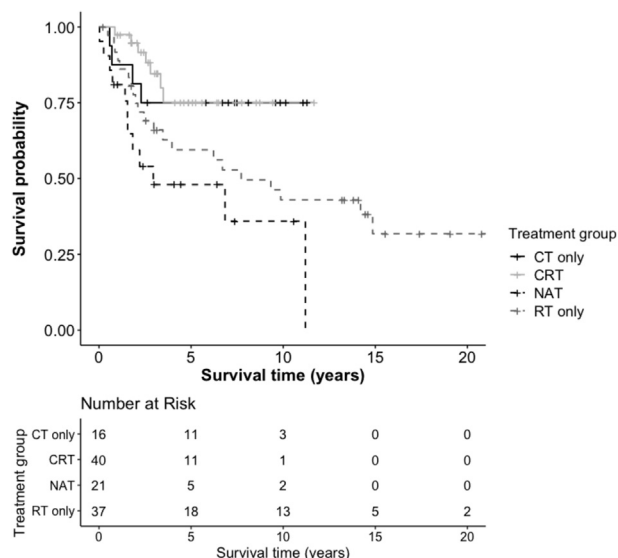 Survival probability
1.00
0.75
0.50
0.25
0.00
0 5 10 15 20
Survival time (years)
Treatment group
CT only
CRT
NAT
RT only
Number at Risk
Treatment group
CT only 16 11 3 0 0
CRT 40 11 1 0 0
NAT 21 5 2 0 0
RT only 37 18 13 5 2
0 5 10 15 20
Survival time (years)